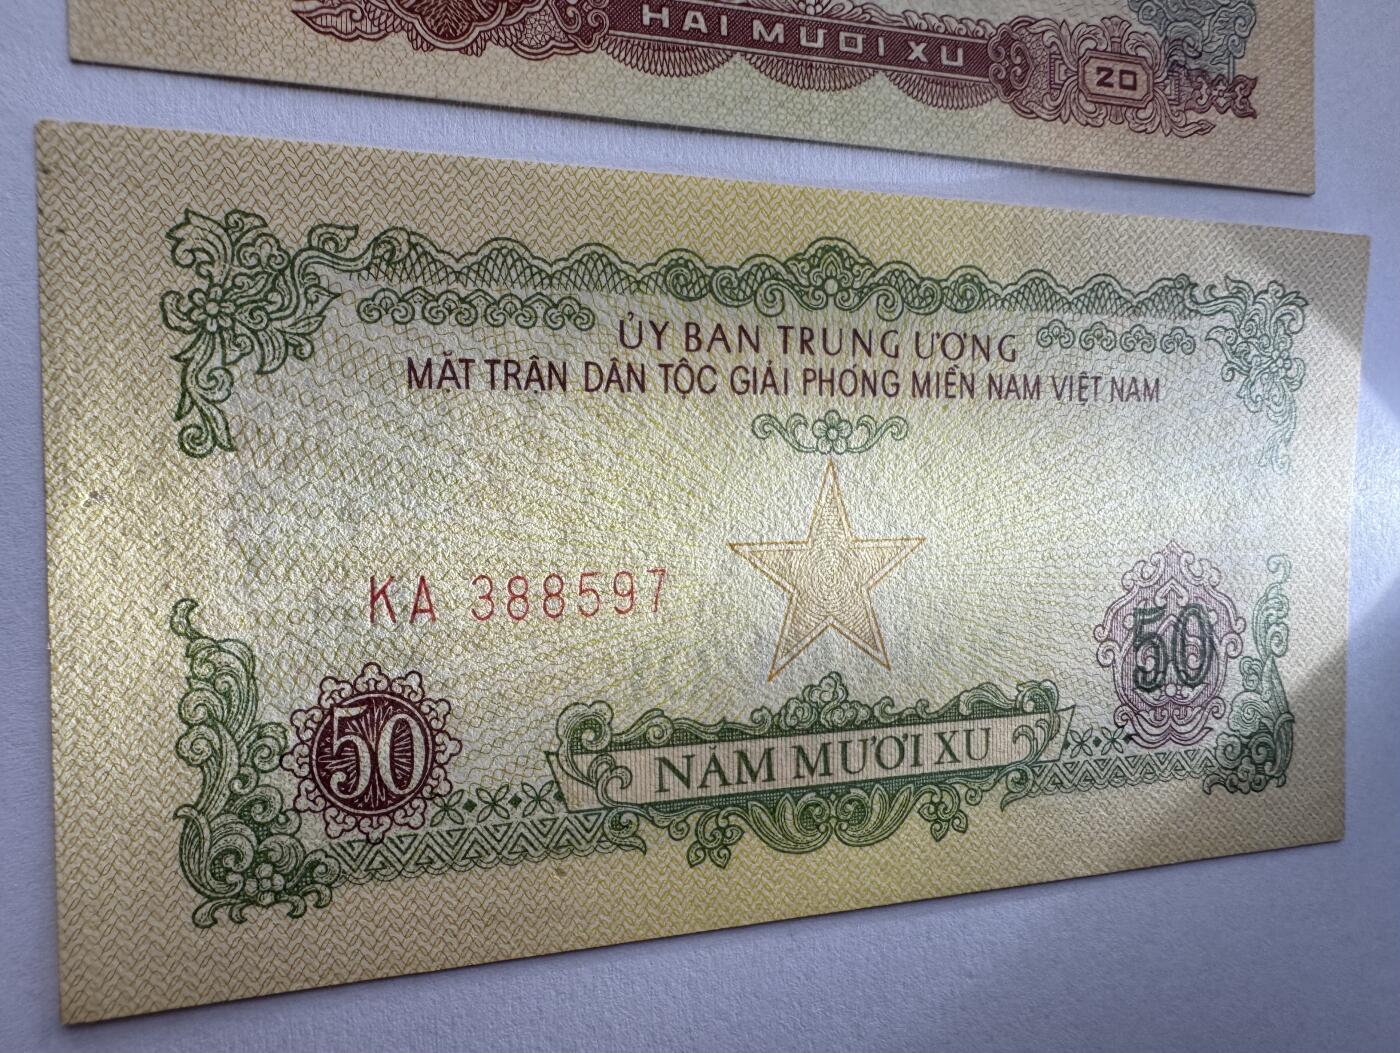 HAI MƯƠI XU
20
ỦY BAN TRUNG ƯƠNG
MẶT TRẬN DÂN TỘC GIẢI PHÓNG MIỀN NAM VIỆT NAM
KA 388597
50
50
NĂM MƯƠI XU